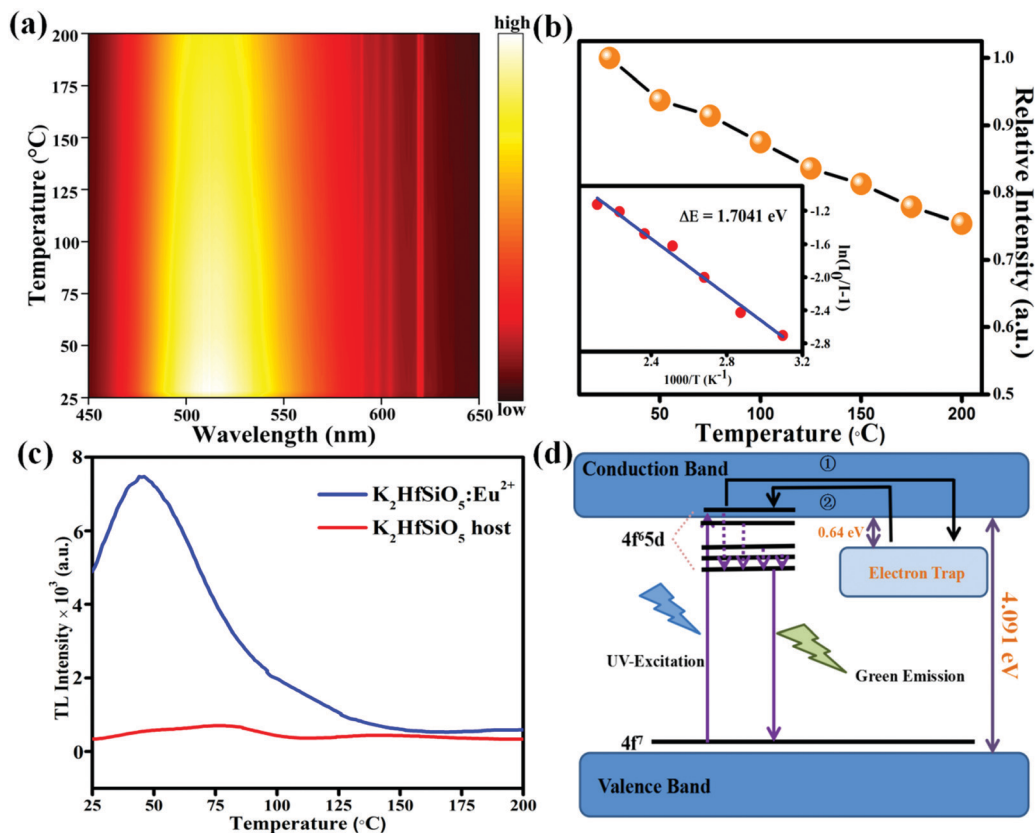 (a)
high
200
175
150
125
100
75
50
25
Temperature (°C)
450 500 550 600 650
low
Wavelength (nm)
(b)
1.0
0.9
0.8
0.7
0.6
0.5
Relative Intensity (a.u.)
ΔE = 1.7041 eV
-1.2
-1.6
-2.0
-2.4
-2.8
ln(I0/I-1)
2.4 2.8 3.2
1000/T (K-1)
50 100 150 200
Temperature (◦C)
(c)
8
6
4
2
0
TL Intensity × 10³ (a.u.)
K₂HfSiO₅:Eu²⁺
K₂HfSiO₅ host
25 50 75 100 125 150 175 200
Temperature (◦C)
(d)
Conduction Band
①
②
4f⁶5d
0.64 eV
Electron Trap
4.091 eV
UV-Excitation
Green Emission
4f⁷
Valence Band